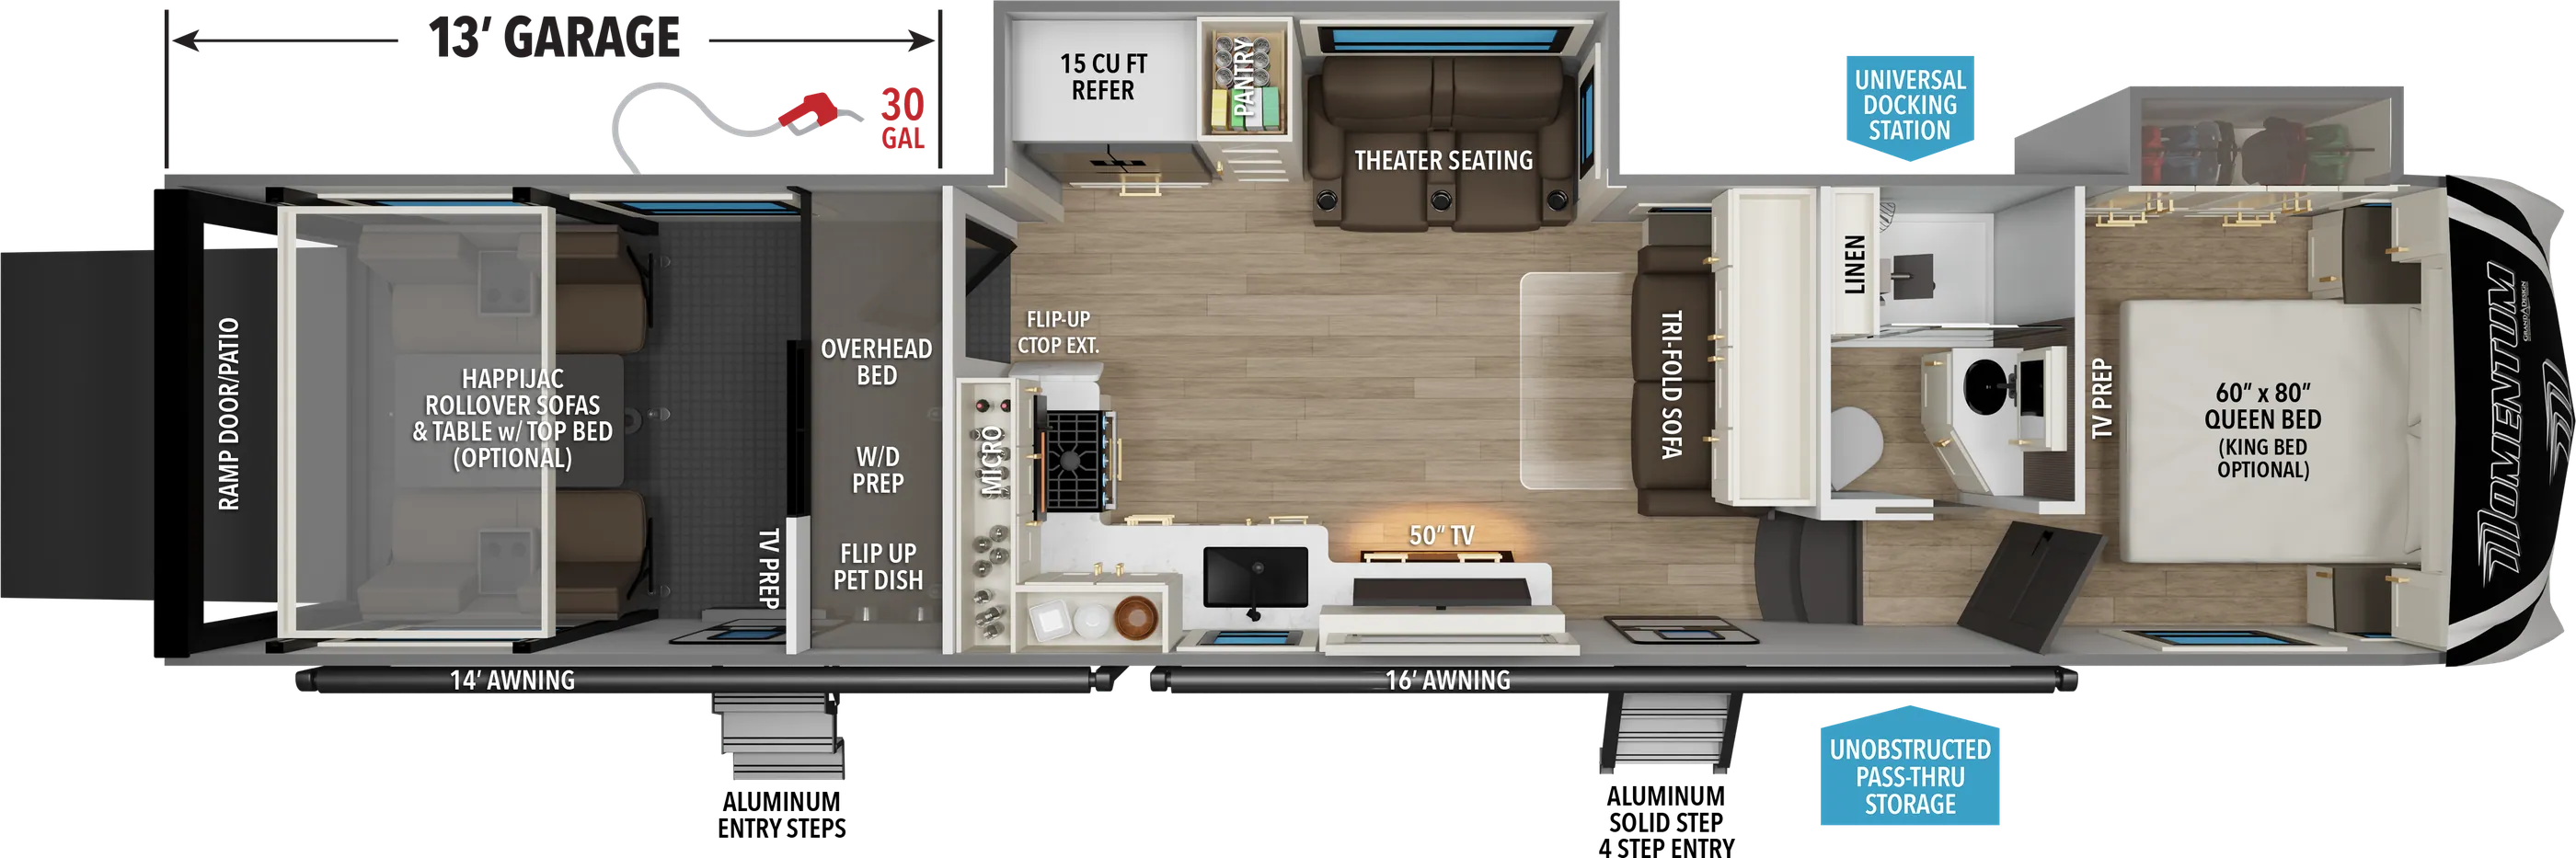 13' GARAGE
30
GAL
15 CU FT
REFER
PANTRY
THEATER SEATING
UNIVERSAL
DOCKING
STATION
RAMP DOOR/PATIO
HAPPIJAC
ROLLOVER SOFAS
& TABLE w/ TOP BED
(OPTIONAL)
TV PREP
OVERHEAD
BED
W/D
PREP
FLIP UP
PET DISH
FLIP-UP
CTOP EXT.
MICRO
50" TV
TRI-FOLD SOFA
LINEN
TV PREP
60" x 80"
QUEEN BED
(KING BED
OPTIONAL)
MOMENTUM
GRAND DESIGN
14' AWNING
16' AWNING
ALUMINUM
ENTRY STEPS
ALUMINUM
SOLID STEP
4 STEP ENTRY
UNOBSTRUCTED
PASS-THRU
STORAGE